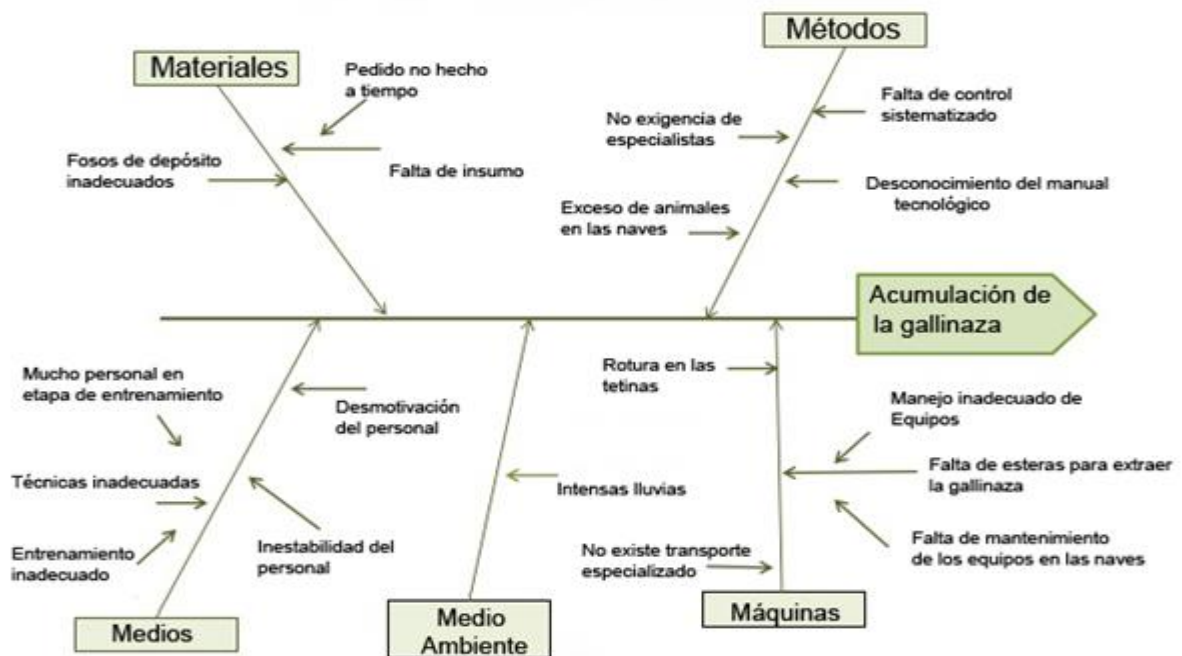 Materiales
Pedido no hecho
a tiempo
Fosos de depósito
inadecuados
Falta de insumo
Métodos
No exigencia de
especialistas
Falta de control
sistematizado
Exceso de animales
en las naves
Desconocimiento del manual
tecnológico
Acumulación de
la gallinaza
Mucho personal en
etapa de entrenamiento
Desmotivación
del personal
Técnicas inadecuadas
Entrenamiento
inadecuado
Inestabilidad del
personal
Medios
Intensas lluvias
Medio
Ambiente
Rotura en las
tetinas
Manejo inadecuado de
Equipos
Falta de esteras para extraer
la gallinaza
No existe transporte
especializado
Falta de mantenimiento
de los equipos en las naves
Máquinas